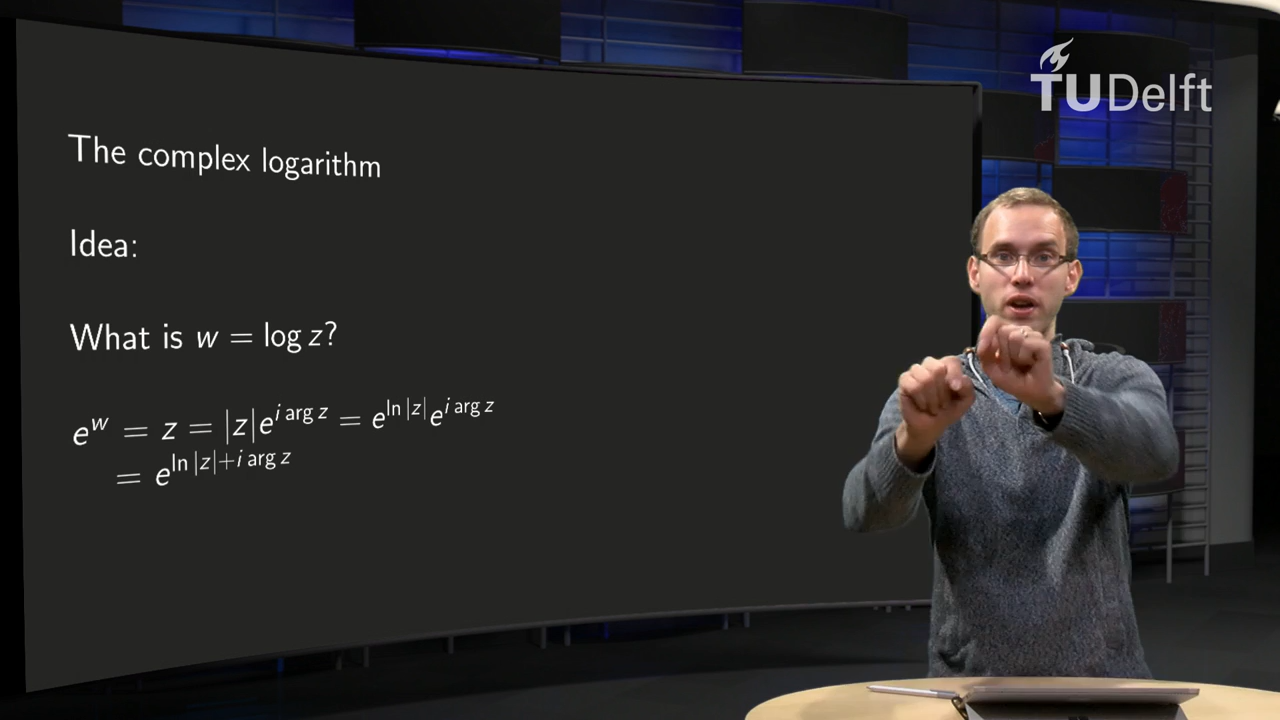 TUDelft
The complex logarithm
Idea:
What is w = log z?
e^w = z = |z|e^{i arg z} = e^{ln |z|}e^{i arg z}
= e^{ln |z|+i arg z}